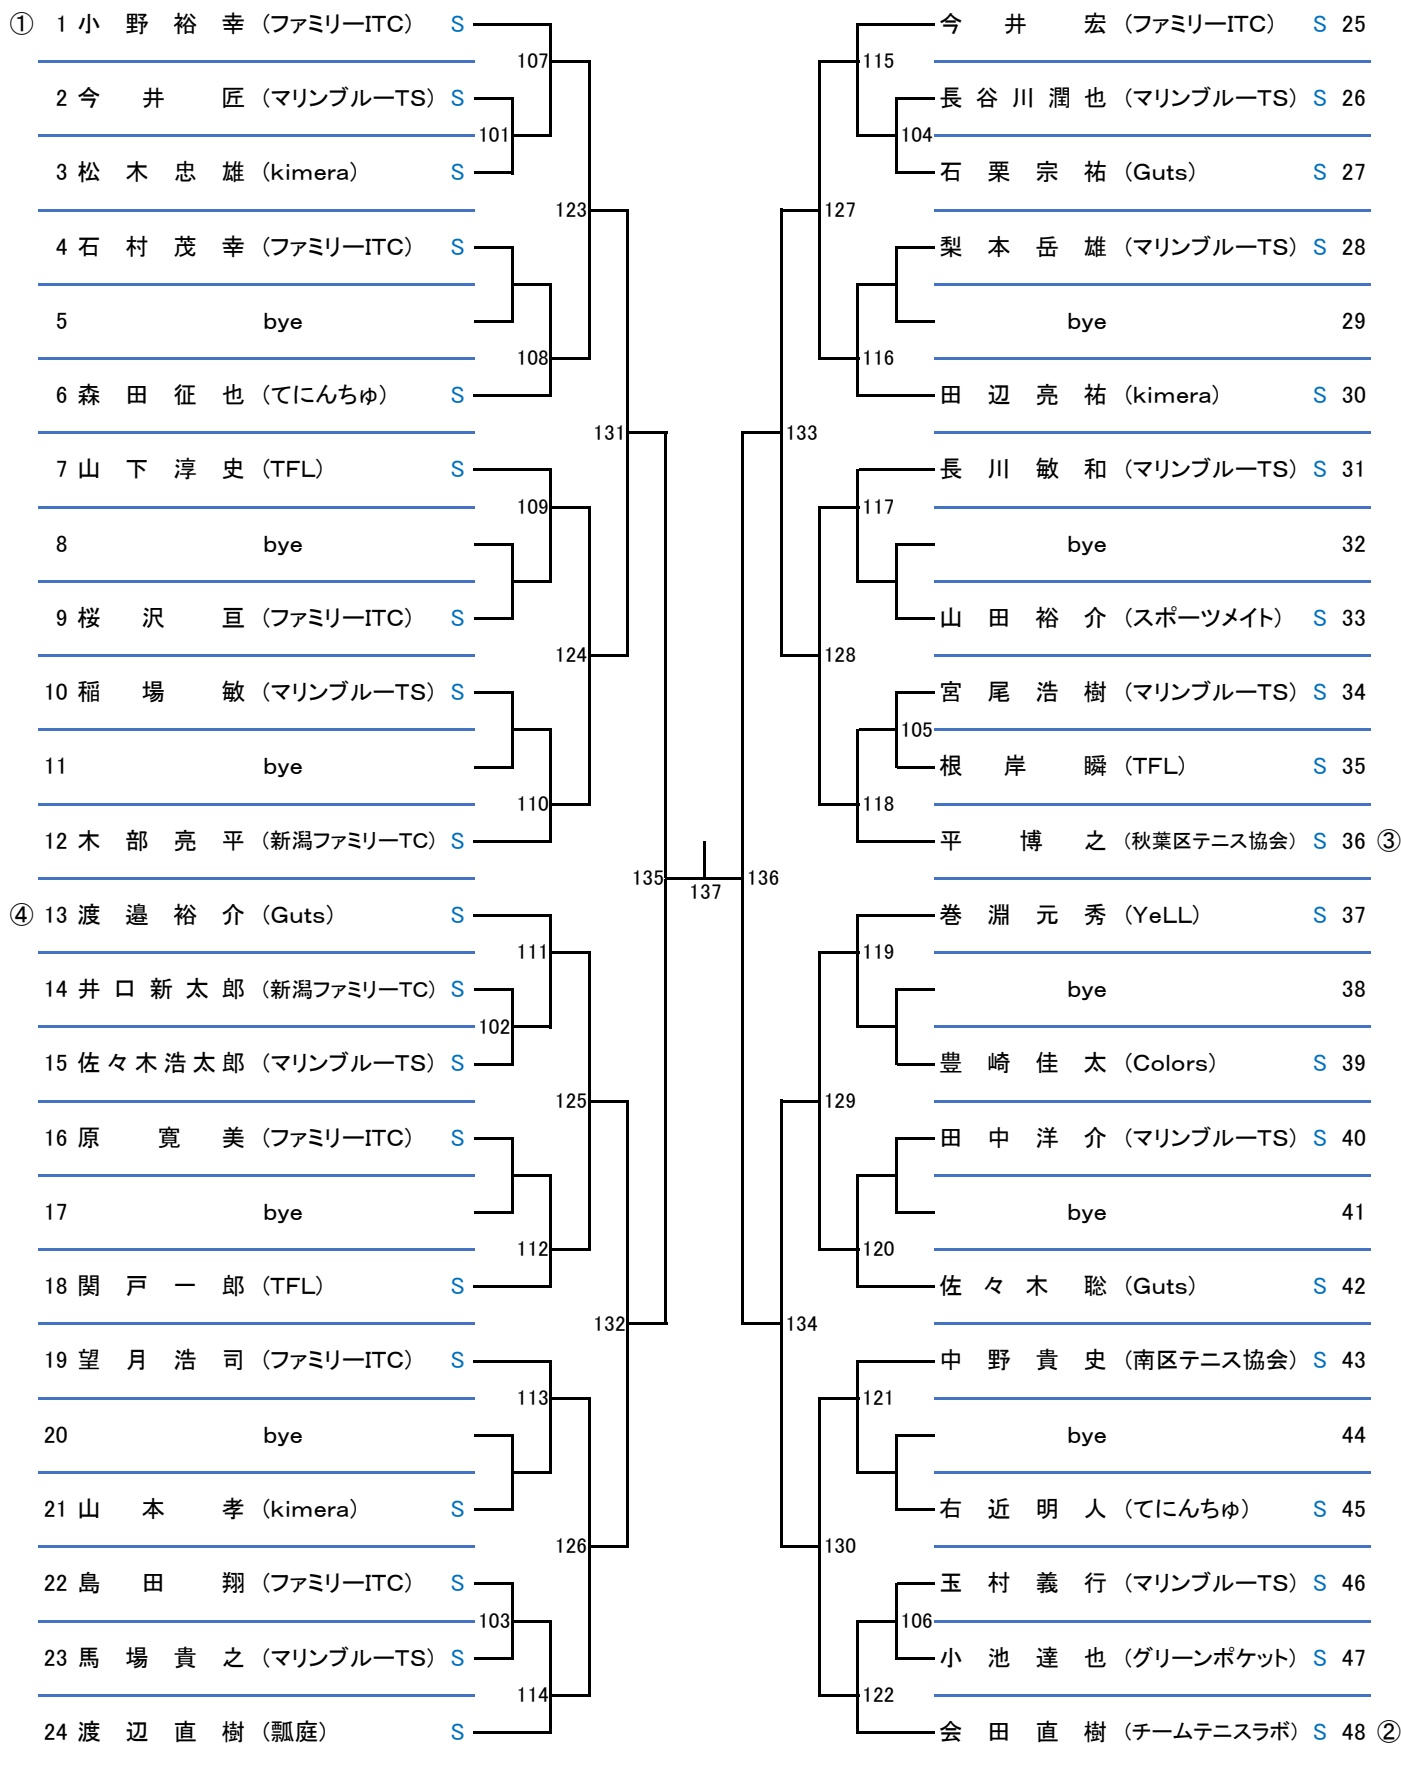 ① 1 小野裕幸 (ファミリーITC) S
107
2 今井匠 (マリンブルーTS) S
101
3 松木忠雄 (kimera) S
123
4 石村茂幸 (ファミリーITC) S
5 bye
108
6 森田征也 (てにんちゅ) S
131
7 山下淳史 (TFL) S
109
8 bye
9 桜沢亘 (ファミリーITC) S
124
10 稲場敏 (マリンブルーTS) S
11 bye
110
12 木部亮平 (新潟ファミリーTC) S
135
④ 13 渡邉裕介 (Guts) S
111
14 井口新太郎 (新潟ファミリーTC) S
102
15 佐々木浩太郎 (マリンブルーTS) S
125
16 原寛美 (ファミリーITC) S
17 bye
112
18 関戸一郎 (TFL) S
132
19 望月浩司 (ファミリーITC) S
113
20 bye
21 山本孝 (kimera) S
126
22 島田翔 (ファミリーITC) S
103
23 馬場貴之 (マリンブルーTS) S
114
24 渡辺直樹 (瓢庭) S
137
今井宏 (ファミリーITC) S 25
115
長谷川潤也 (マリンブルーTS) S 26
104
石栗宗祐 (Guts) S 27
127
梨本岳雄 (マリンブルーTS) S 28
bye 29
116
田辺亮祐 (kimera) S 30
133
長川敏和 (マリンブルーTS) S 31
117
bye 32
山田裕介 (スポーツメイト) S 33
128
宮尾浩樹 (マリンブルーTS) S 34
105
根岸瞬 (TFL) S 35
118
平博之 (秋葉区テニス協会) S 36 ③
136
巻淵元秀 (YeLL) S 37
119
bye 38
豊崎佳太 (Colors) S 39
129
田中洋介 (マリンブルーTS) S 40
bye 41
120
佐々木聡 (Guts) S 42
134
中野貴史 (南区テニス協会) S 43
121
bye 44
右近明人 (てにんちゅ) S 45
130
玉村義行 (マリンブルーTS) S 46
106
小池達也 (グリーンポケット) S 47
122
会田直樹 (チームテニスラボ) S 48 ②